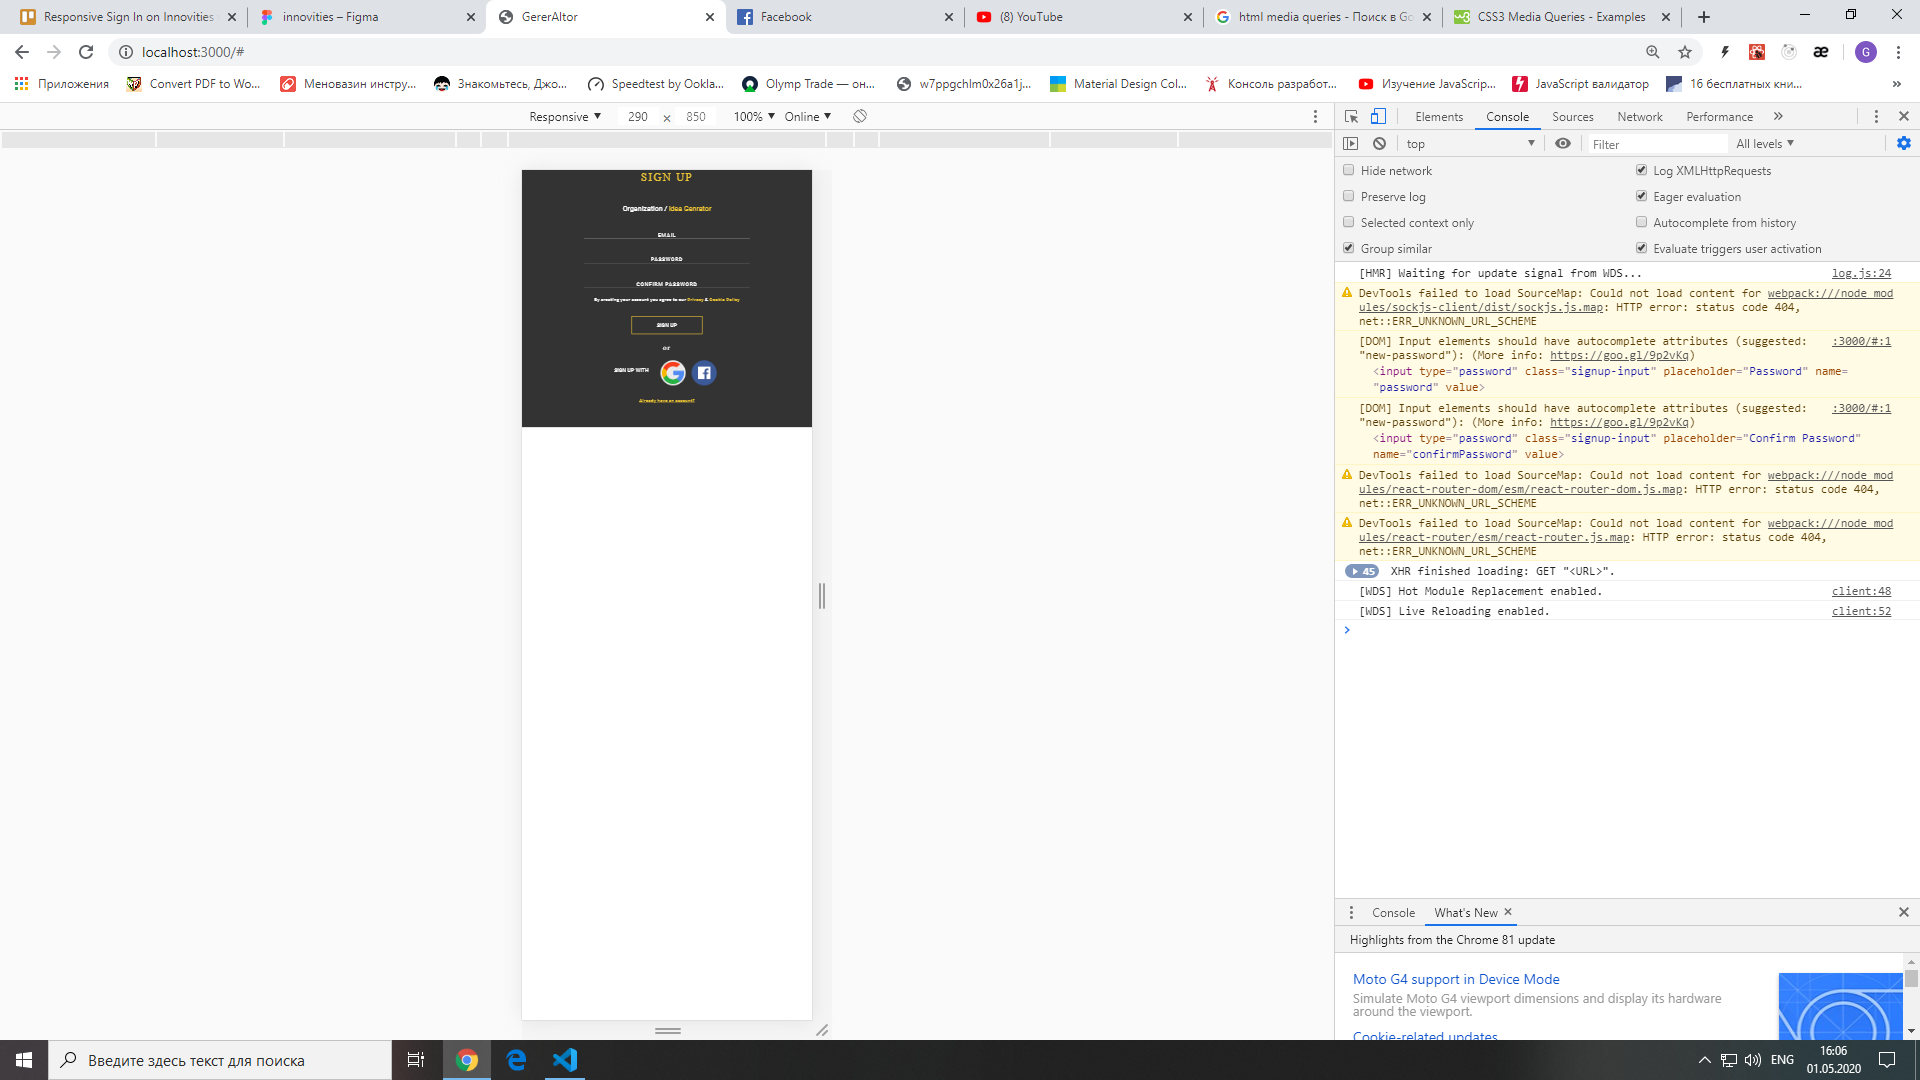 Responsive Sign In on Innovities
innovities – Figma
GererAltor
Facebook
(8) YouTube
html media queries - Поиск в Go
CSS3 Media Queries - Examples
localhost:3000/#
G
Приложения
Convert PDF to Wo...
Меновазин инстру...
Знакомьтесь, Джо...
Speedtest by Ookla...
Olymp Trade — он...
w7ppgchlm0x26a1j...
Material Design Col...
Консоль разработ...
Изучение JavaScrip...
JavaScript валидатор
16 бесплатных кни...
»
Responsive ▼ 290 × 850 100% ▼ Online ▼
Elements Console Sources Network Performance »
top ▼ Filter All levels ▼
Hide network
Log XMLHttpRequests
Preserve log
Eager evaluation
Selected context only
Autocomplete from history
Group similar
Evaluate triggers user activation
SIGN UP
Organization / Idea Genrator
EMAIL
PASSWORD
CONFIRM PASSWORD
By creating your account you agree to our Privacy & Cookie Policy
SIGN UP
or
SIGN UP WITH
Already have an account?
[HMR] Waiting for update signal from WDS... log.js:24
DevTools failed to load SourceMap: Could not load content for webpack:///node_mod
ules/sockjs-client/dist/sockjs.js.map: HTTP error: status code 404,
net::ERR_UNKNOWN_URL_SCHEME
[DOM] Input elements should have autocomplete attributes (suggested: :3000/#:1
"new-password"): (More info: https://goo.gl/9p2vKq)
<input type="password" class="signup-input" placeholder="Password" name=
"password" value>
[DOM] Input elements should have autocomplete attributes (suggested: :3000/#:1
"new-password"): (More info: https://goo.gl/9p2vKq)
<input type="password" class="signup-input" placeholder="Confirm Password"
name="confirmPassword" value>
DevTools failed to load SourceMap: Could not load content for webpack:///node_mod
ules/react-router-dom/esm/react-router-dom.js.map: HTTP error: status code 404,
net::ERR_UNKNOWN_URL_SCHEME
DevTools failed to load SourceMap: Could not load content for webpack:///node_mod
ules/react-router/esm/react-router.js.map: HTTP error: status code 404,
net::ERR_UNKNOWN_URL_SCHEME
45 XHR finished loading: GET "<URL>".
[WDS] Hot Module Replacement enabled. client:48
[WDS] Live Reloading enabled. client:52
Console What's New
Highlights from the Chrome 81 update
Moto G4 support in Device Mode
Simulate Moto G4 viewport dimensions and display its hardware
around the viewport.
Cookie-related updates
Введите здесь текст для поиска
ENG
16:06
01.05.2020